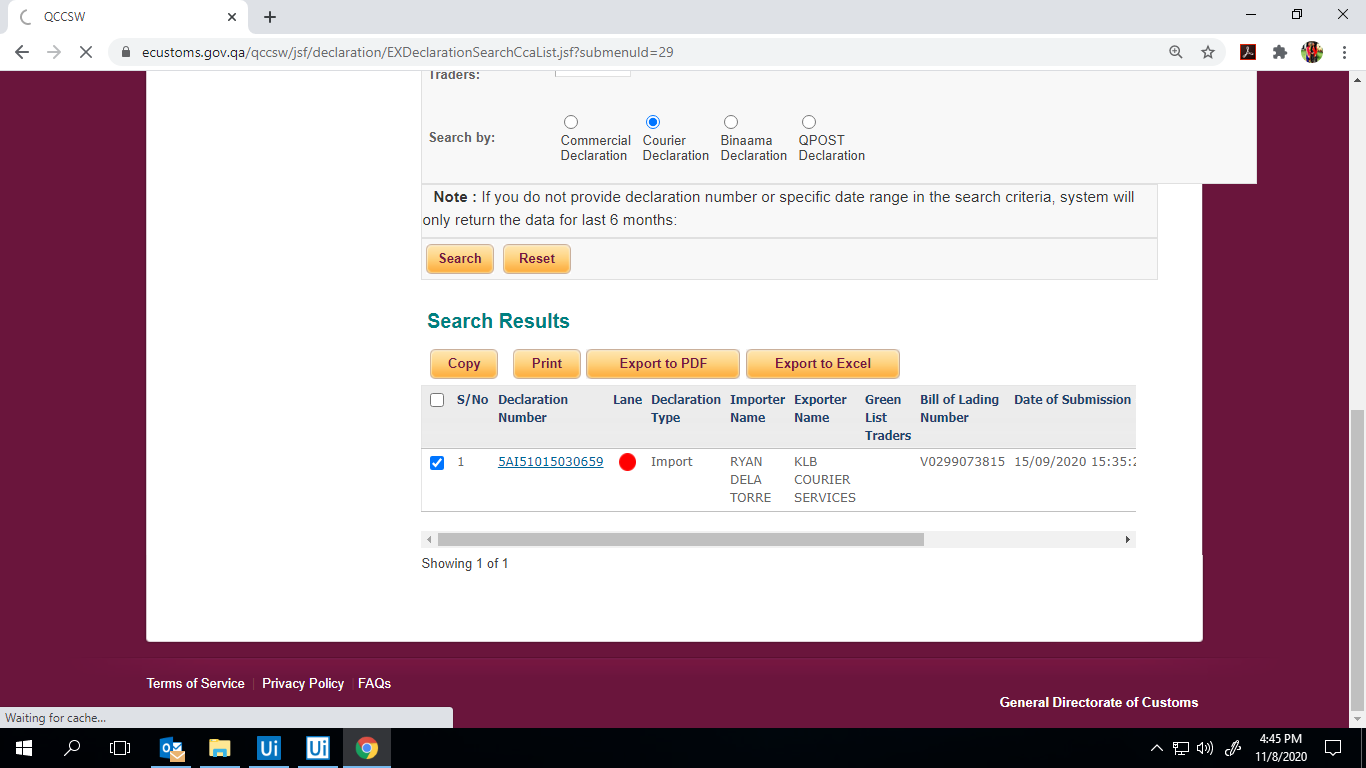 QCCSW
ecustoms.gov.qa/qccsw/jsf/declaration/EXDeclarationSearchCcaList.jsf?submenuId=29
Traders:
Search by:
Commercial Declaration
Courier Declaration
Binaama Declaration
QPOST Declaration
Note : If you do not provide declaration number or specific date range in the search criteria, system will
only return the data for last 6 months:
Search Reset
Search Results
Copy Print Export to PDF Export to Excel
S/No Declaration Number Lane Declaration Type Importer Name Exporter Name Green List Traders Bill of Lading Number Date of Submission
1 5AI51015030659 Import RYAN DELA TORRE KLB COURIER SERVICES V0299073815 15/09/2020 15:35:2
Showing 1 of 1
Terms of Service Privacy Policy FAQs
General Directorate of Customs
Waiting for cache...
Ui Ui
4:45 PM
11/8/2020